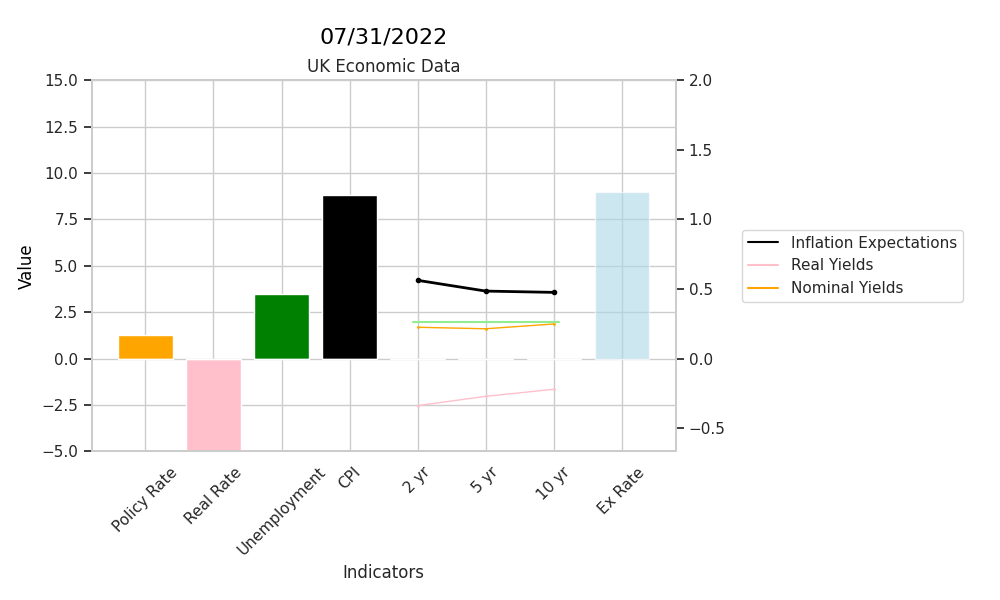 07/31/2022
UK Economic Data
15.0
12.5
10.0
7.5
5.0
2.5
0.0
−2.5
−5.0
Value
2.0
1.5
1.0
0.5
0.0
−0.5
Inflation Expectations
Real Yields
Nominal Yields
Policy Rate
Real Rate
Unemployment
CPI
2 yr
5 yr
10 yr
Ex Rate
Indicators